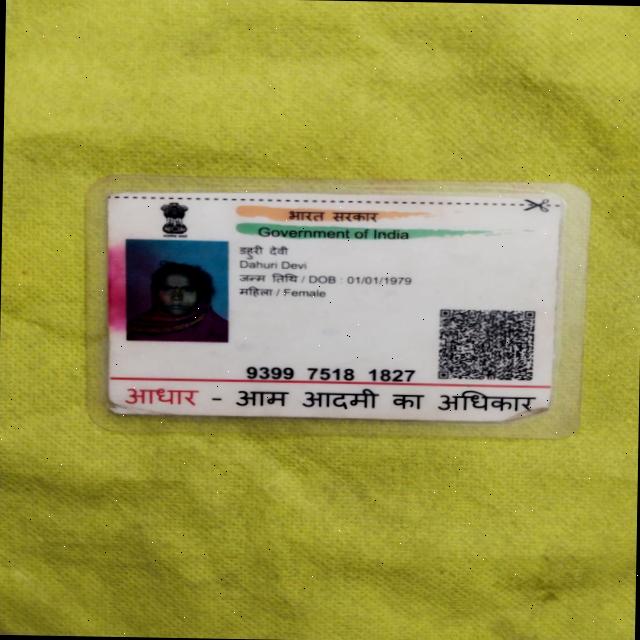 भारत सरकार
Government of India
डहुरी देवी
Dahuri Devi
जन्म तिथि / DOB : 01/01/1979
महिला / Female
9399 7518 1827
आधार - आम आदमी का अधिकार